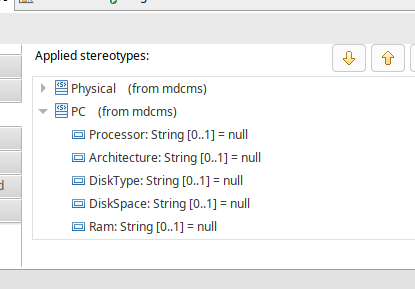 Applied stereotypes:
Physical (from mdcms)
PC (from mdcms)
Processor: String [0..1] = null
Architecture: String [0..1] = null
DiskType: String [0..1] = null
DiskSpace: String [0..1] = null
d
Ram: String [0..1] = null